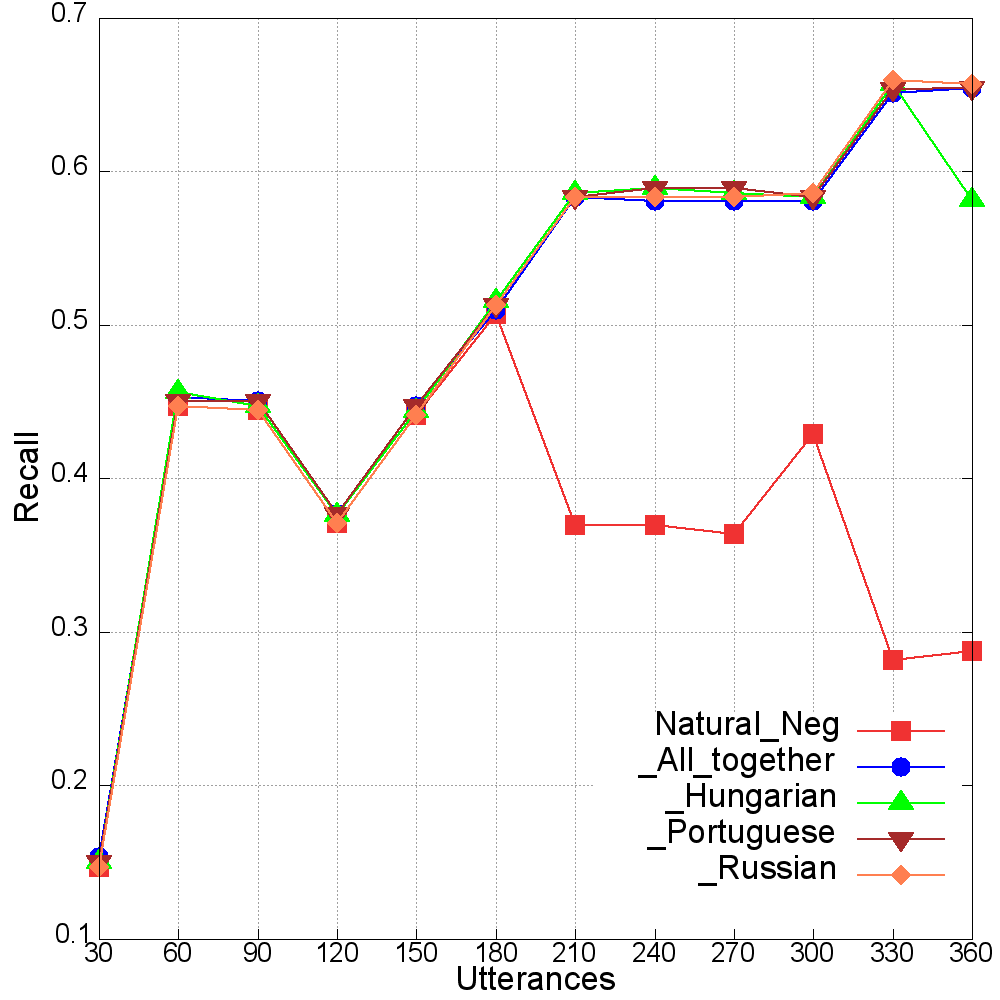 0.7
0.6
0.5
0.4
0.3
0.2
0.1
Recall
Natural_Neg
_All_together
_Hungarian
_Portuguese
_Russian
30 60 90 120 150 180 210 240 270 300 330 360
Utterances